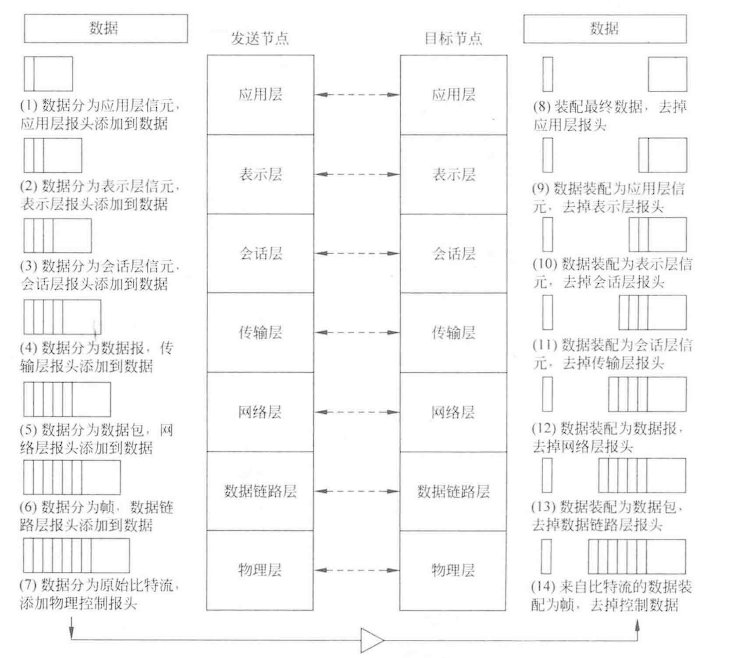 数据
(1) 数据分为应用层信元,
应用层报头添加到数据
(2) 数据分为表示层信元,
表示层报头添加到数据
(3) 数据分为会话层信元,
会话层报头添加到数据
(4) 数据分为数据报, 传
输层报头添加到数据
(5) 数据分为数据包, 网
络层报头添加到数据
(6) 数据分为帧, 数据链
路层报头添加到数据
(7) 数据分为原始比特流,
添加物理控制报头
发送节点
应用层
表示层
会话层
传输层
网络层
数据链路层
物理层
目标节点
应用层
表示层
会话层
传输层
网络层
数据链路层
物理层
数据
(8) 装配最终数据, 去掉
应用层报头
(9) 数据装配为应用层信
元, 去掉表示层报头
(10) 数据装配为表示层信
元, 去掉会话层报头
(11) 数据装配为会话层信
元, 去掉传输层报头
(12) 数据装配为数据报,
去掉网络层报头
(13) 数据装配为数据包,
去掉数据链路层报头
(14) 来自比特流的数据装
配为帧, 去掉控制数据